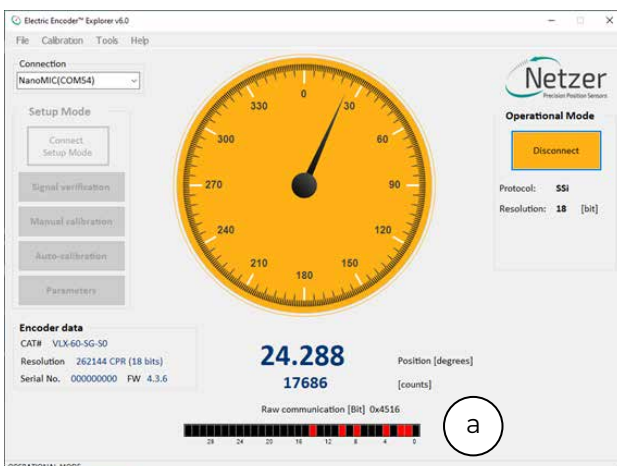 Electric Encoder™ Explorer v6.0
File Calibration Tools Help
Connection
NanoMIC(COM54)
Setup Mode
Connect
Setup Mode
Signal verification
Manual calibration
Auto-calibration
Parameters
Encoder data
CAT# VLX-60-SG-S0
Resolution 262144 CPR (18 bits)
Serial No. 000000000 FW 4.3.6
0
30
60
90
120
150
180
210
240
270
300
330
Netzer
Precision Position Sensors
Operational Mode
Disconnect
Protocol: SSi
Resolution: 18 [bit]
24.288 Position [degrees]
17686 [counts]
Raw communication [Bit] 0x4516
28 24 20 16 12 8 4 0
a
OPERATIONAL MODE